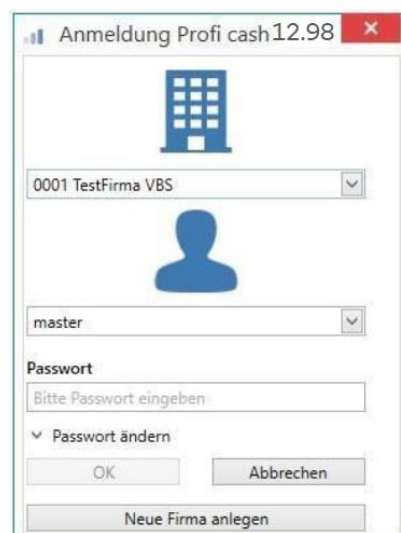 Anmeldung Profi cash 12.98
0001 TestFirma VBS
master
Passwort
Bitte Passwort eingeben
Passwort ändern
OK Abbrechen
Neue Firma anlegen